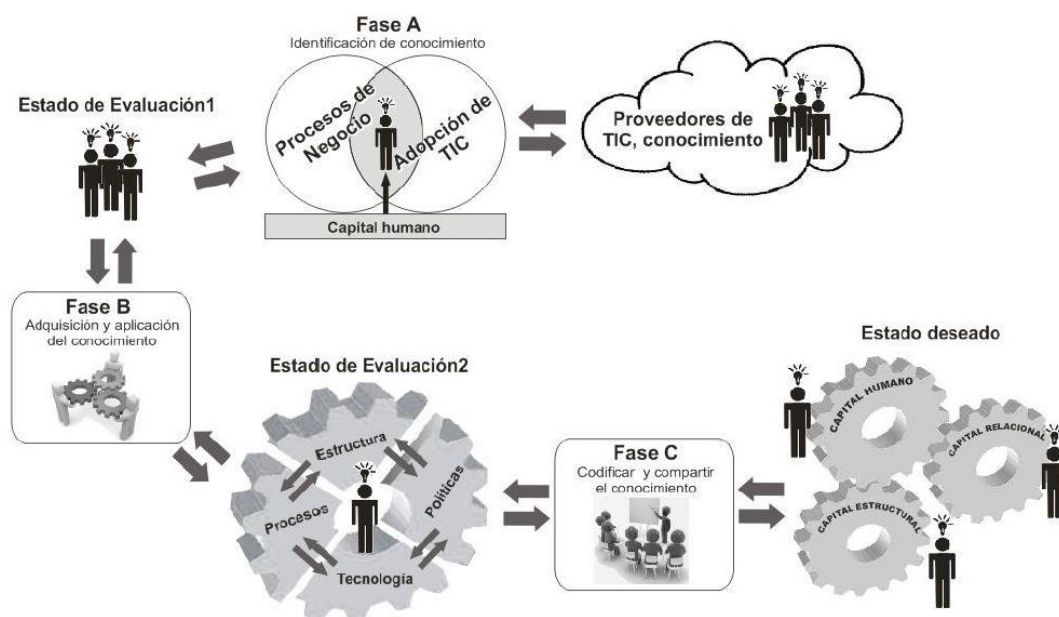 Fase A
Identificación de conocimiento
Procesos de
Negocio
Adopción de
TIC
Capital humano
Proveedores de
TIC, conocimiento
Estado de Evaluación1
Fase B
Adquisición y aplicación
del conocimiento
Estado de Evaluación2
Estructura
Políticas
Procesos
Tecnología
Fase C
Codificar y compartir
el conocimiento
Estado deseado
CAPITAL HUMANO
CAPITAL RELACIONAL
CAPITAL ESTRUCTURAL